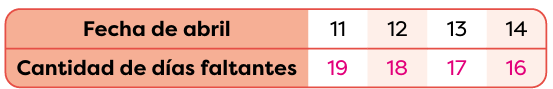 Fecha de abril 11 12 13 14
Cantidad de días faltantes 19 18 17 16